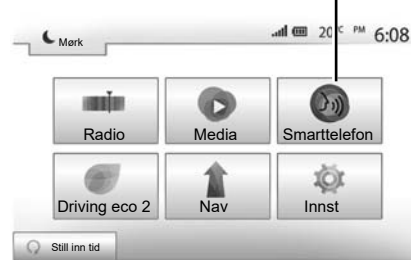 Mørk
20°C PM 6:08
Radio Media Smarttelefon
Driving eco 2 Nav Innst
Still inn tid